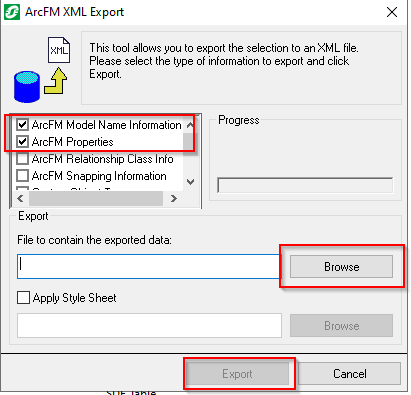 ArcFM XML Export
XML
This tool allows you to export the selection to an XML file.
Please select the type of information to export and click
Export.
ArcFM Model Name Information
ArcFM Properties
ArcFM Relationship Class Info
ArcFM Snapping Information
Progress
Export
File to contain the exported data:
Browse
Apply Style Sheet
Browse
Export
Cancel